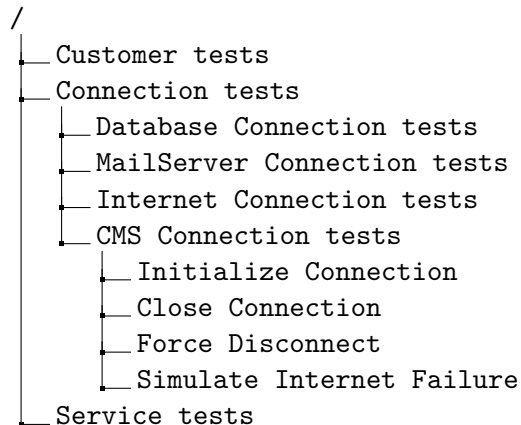 /
Customer tests
Connection tests
Database Connection tests
MailServer Connection tests
Internet Connection tests
CMS Connection tests
Initialize Connection
Close Connection
Force Disconnect
Simulate Internet Failure
Service tests